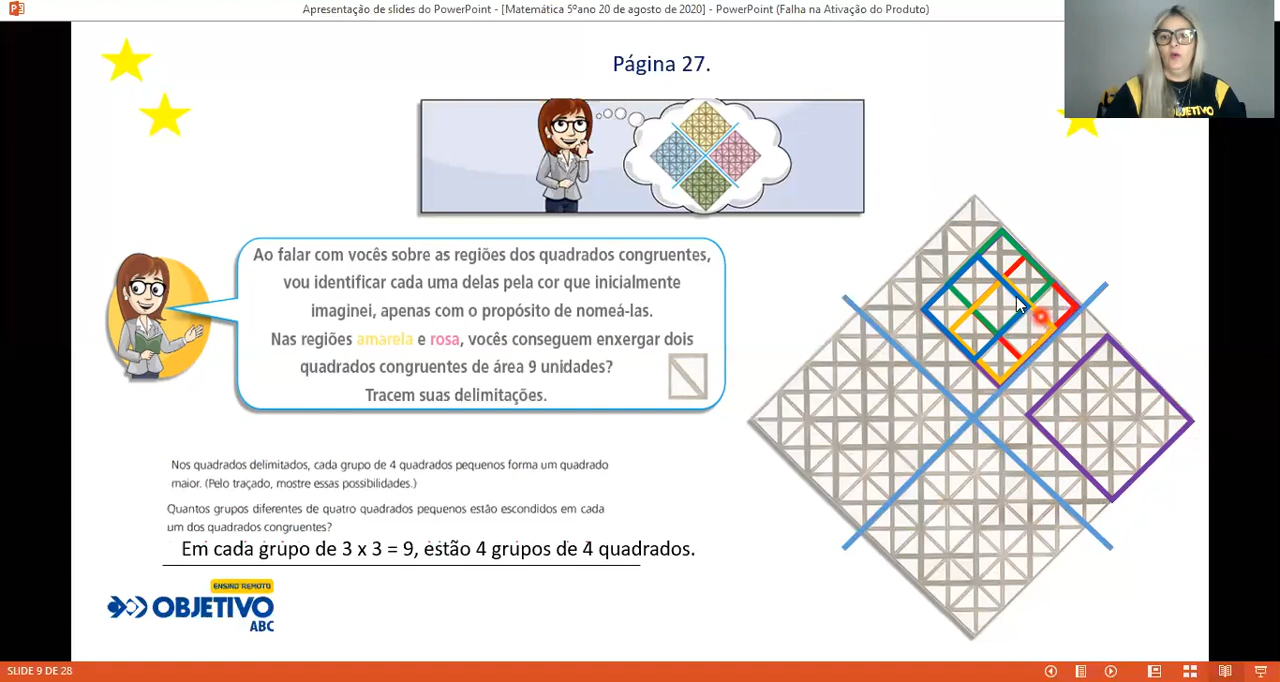 Apresentação de slides do PowerPoint - [Matemática 5ºano 20 de agosto de 2020] - PowerPoint (Falha na Ativação do Produto)
OBJETIVO
Página 27.
Ao falar com vocês sobre as regiões dos quadrados congruentes,
vou identificar cada uma delas pela cor que inicialmente
imaginei, apenas com o propósito de nomeá-las.
Nas regiões amarela e rosa, vocês conseguem enxergar dois
quadrados congruentes de área 9 unidades?
Tracem suas delimitações.
Nos quadrados delimitados, cada grupo de 4 quadrados pequenos forma um quadrado
maior. (Pelo traçado, mostre essas possibilidades.)
Quantos grupos diferentes de quatro quadrados pequenos estão escondidos em cada
um dos quadrados congruentes?
Em cada grupo de 3 x 3 = 9, estão 4 grupos de 4 quadrados.
ENSINO REMOTO
OBJETIVO
ABC
SLIDE 9 DE 28